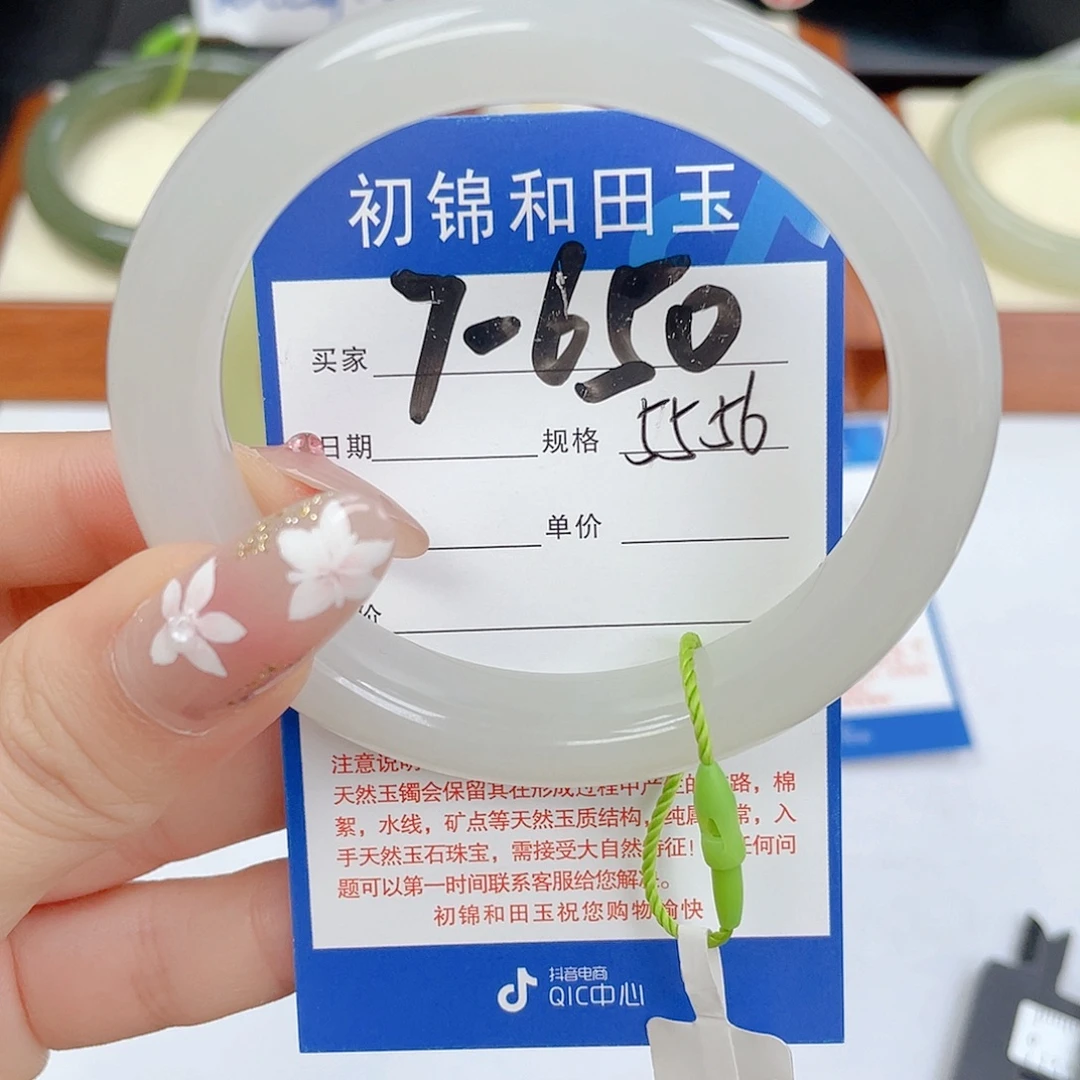 初锦和田玉
买家 7-650
日期 规格 5556
单价
价
注意说明
天然玉镯会保留其在形成过程中产生的 路，棉
絮，水线，矿点等天然玉质结构，纯属 常，入
手天然玉石珠宝，需接受大自然特征！ 任何问
题可以第一时间联系客服给您解决。
初锦和田玉祝您购物愉快
抖音电商
QIC中心